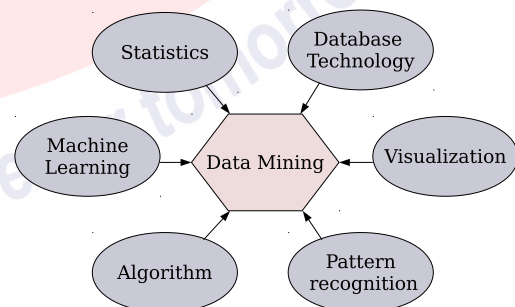 Statistics
Database
Technology
Machine
Learning
Data Mining
Visualization
Algorithm
Pattern
recognition